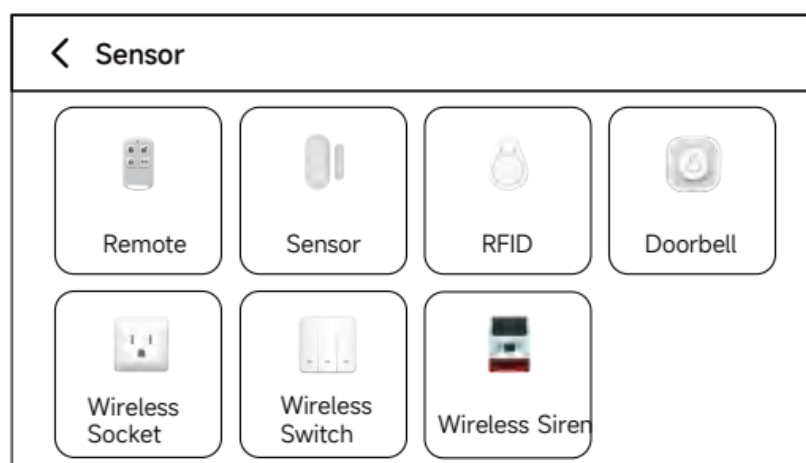 Sensor
Remote
Sensor
RFID
Doorbell
Wireless
Socket
Wireless
Switch
Wireless Siren